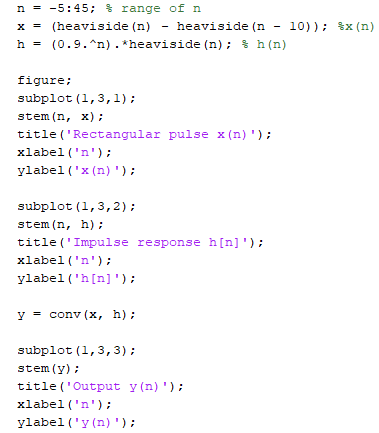 n = -5:45; % range of n
x = (heaviside(n) - heaviside(n - 10)); %x(n)
h = (0.9.^n).*heaviside(n); % h(n)
figure;
subplot(1,3,1);
stem(n, x);
title('Rectangular pulse x(n)');
xlabel('n');
ylabel('x(n)');
subplot(1,3,2);
stem(n, h);
title('Impulse response h[n]');
xlabel('n');
ylabel('h[n]');
y = conv(x, h);
subplot(1,3,3);
stem(y);
title('Output y(n)');
xlabel('n');
ylabel('y(n)');